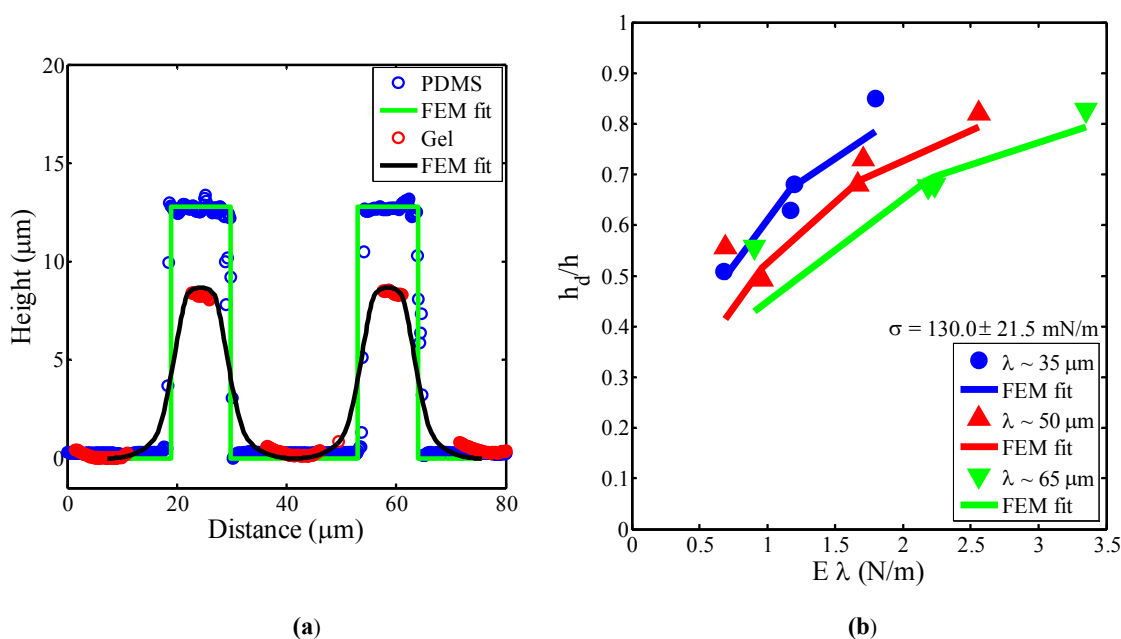 20
15
10
5
0
Height (μm)
PDMS
FEM fit
Gel
FEM fit
0 20 40 60 80
Distance (μm)
(a)
1
0.9
0.8
0.7
0.6
0.5
0.4
0.3
0.2
0.1
0
h_d/h
σ = 130.0 ± 21.5 mN/m
λ ~ 35 μm
FEM fit
λ ~ 50 μm
FEM fit
λ ~ 65 μm
FEM fit
0 0.5 1 1.5 2 2.5 3 3.5
E λ (N/m)
(b)